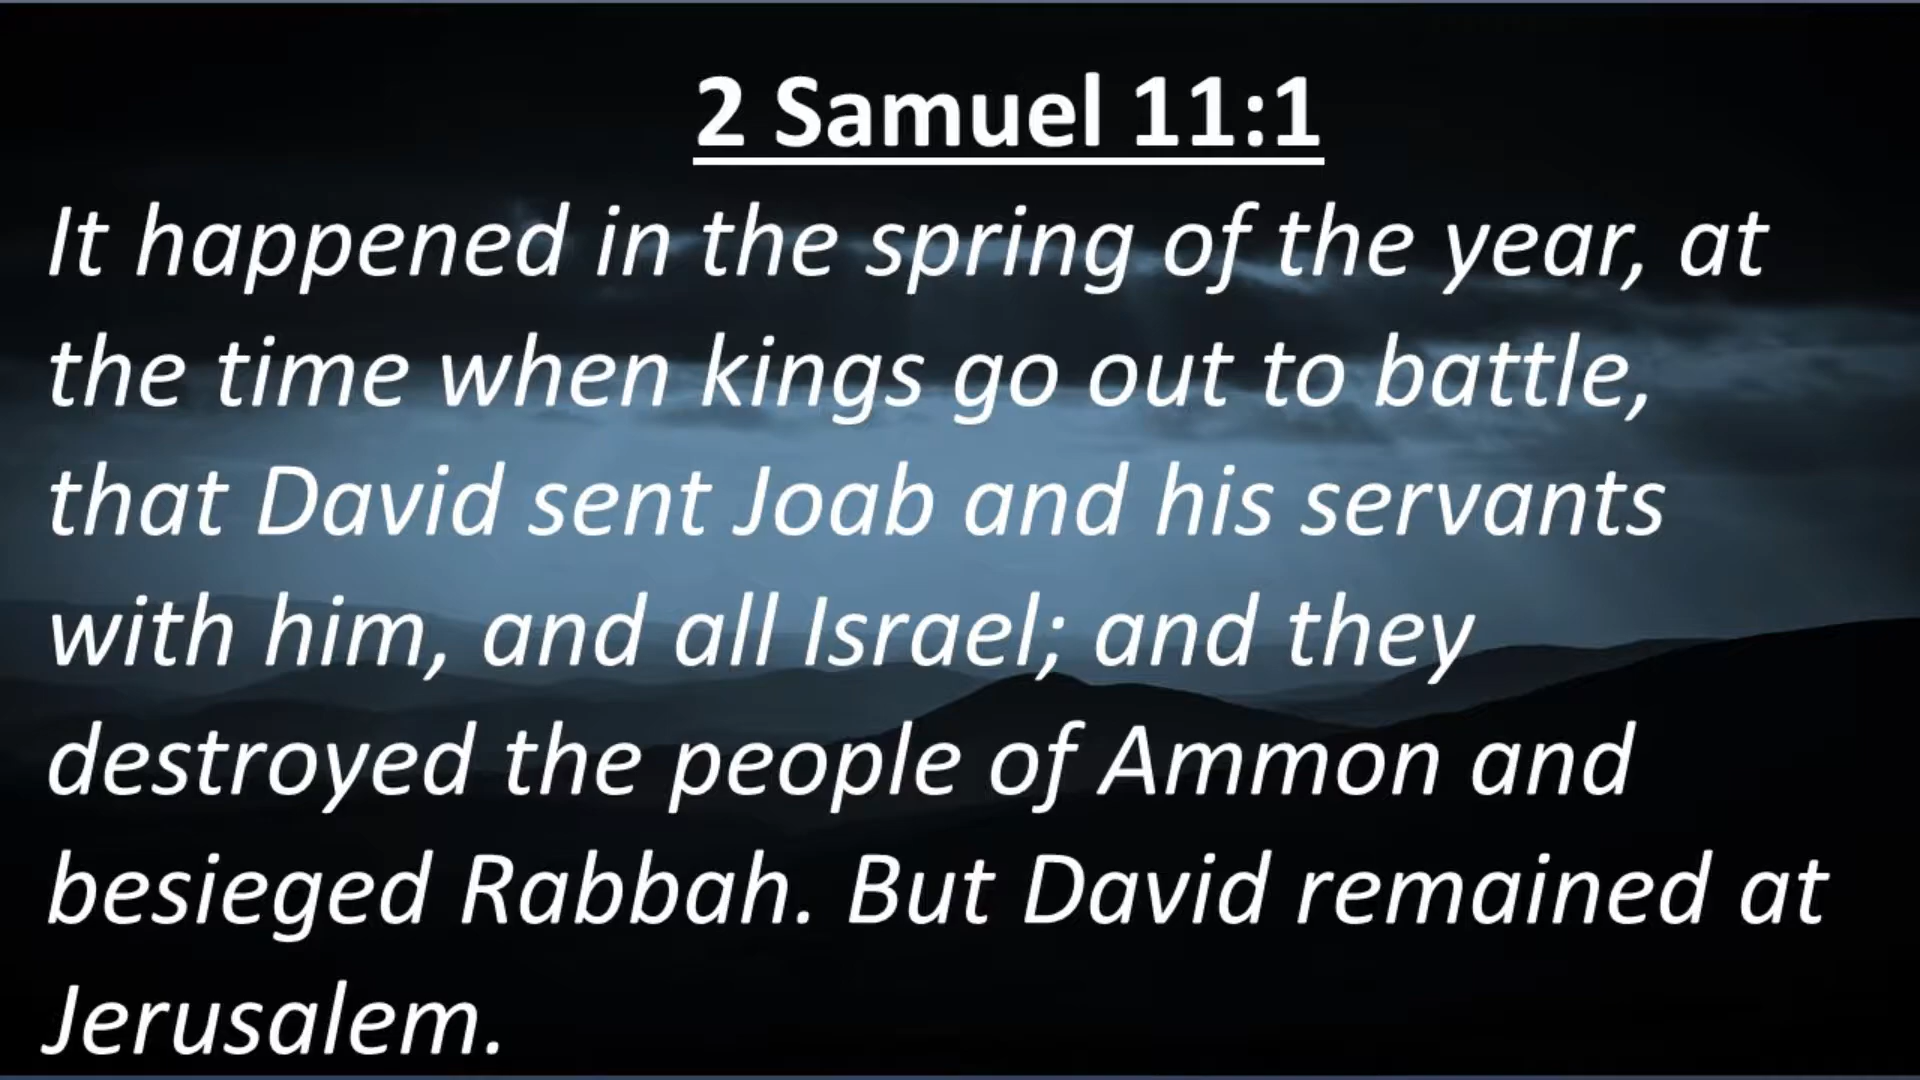 2 Samuel 11:1
It happened in the spring of the year, at
the time when kings go out to battle,
that David sent Joab and his servants
with him, and all Israel; and they
destroyed the people of Ammon and
besieged Rabbah. But David remained at
Jerusalem.